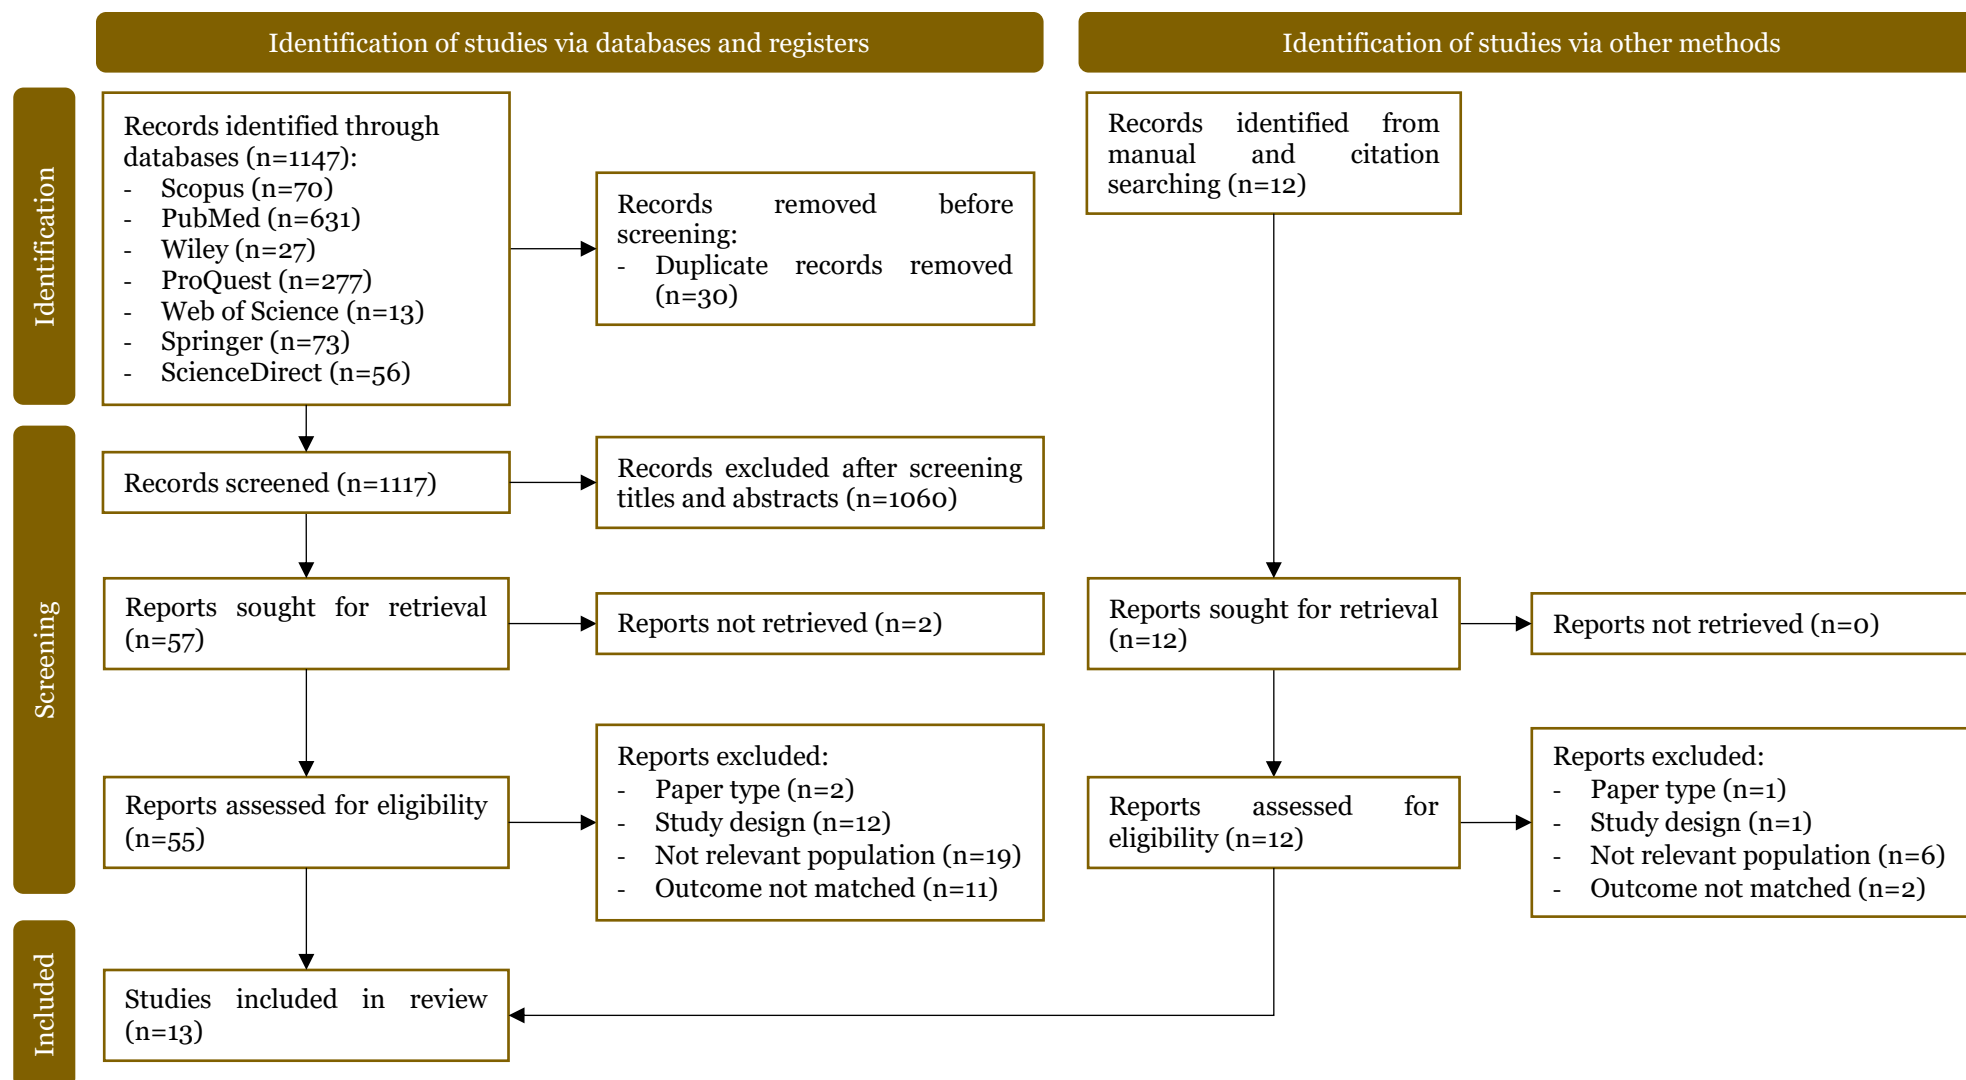 Identification of studies via databases and registers
Identification of studies via other methods
Identification
Records identified through
databases (n=1147):
- Scopus (n=70)
- PubMed (n=631)
- Wiley (n=27)
- ProQuest (n=277)
- Web of Science (n=13)
- Springer (n=73)
- ScienceDirect (n=56)
Records removed before
screening:
- Duplicate records removed
(n=30)
Records identified from
manual and citation
searching (n=12)
Screening
Records screened (n=1117)
Records excluded after screening
titles and abstracts (n=1060)
Reports sought for retrieval
(n=57)
Reports not retrieved (n=2)
Reports sought for retrieval
(n=12)
Reports not retrieved (n=0)
Reports assessed for eligibility
(n=55)
Reports excluded:
- Paper type (n=2)
- Study design (n=12)
- Not relevant population (n=19)
- Outcome not matched (n=11)
Reports assessed for
eligibility (n=12)
Reports excluded:
- Paper type (n=1)
- Study design (n=1)
- Not relevant population (n=6)
- Outcome not matched (n=2)
Included
Studies included in review
(n=13)